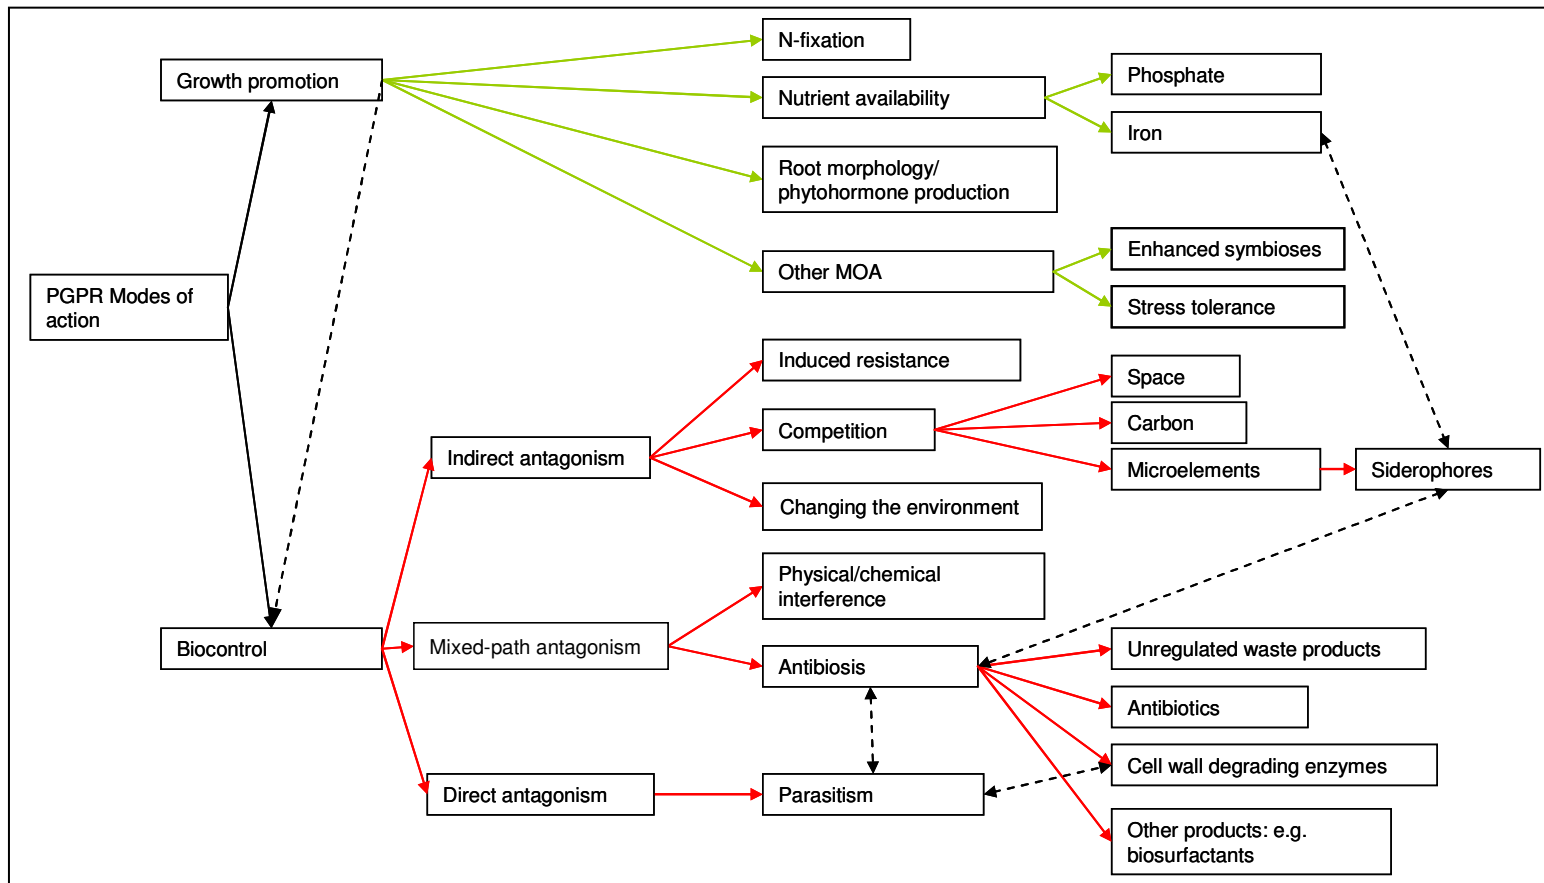 N-fixation
Growth promotion
Phosphate
Nutrient availability
Iron
Root morphology/
phytohormone production
Enhanced symbioses
Other MOA
PGPR Modes of
action
Stress tolerance
Induced resistance
Space
Competition
Carbon
Indirect antagonism
Microelements
Siderophores
Changing the environment
Physical/chemical
interference
Biocontrol
Mixed-path antagonism
Unregulated waste products
Antibiosis
Antibiotics
Cell wall degrading enzymes
Direct antagonism
Parasitism
Other products: e.g.
biosurfactants